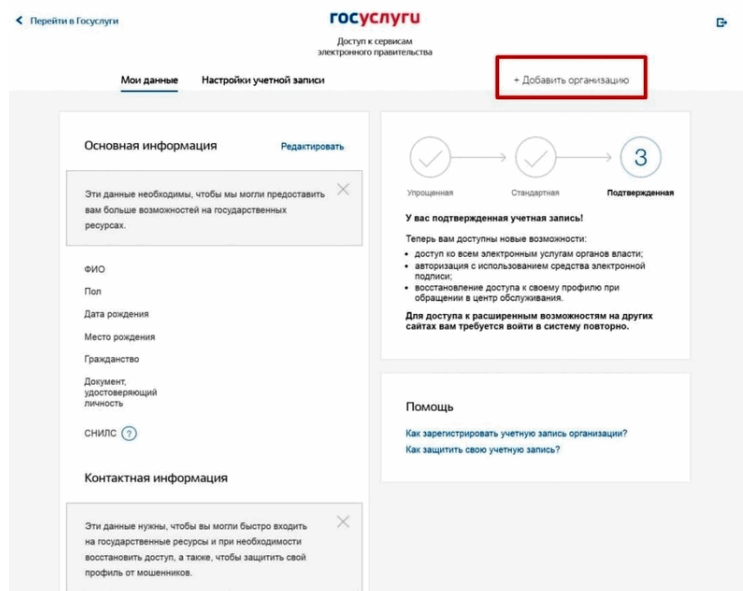 Перейти в Госуслуги
госуслуги
Доступ к сервисам
электронного правительства
Мои данные
Настройки учетной записи
+ Добавить организацию
Основная информация
Редактировать
Эти данные необходимы, чтобы мы могли предоставить
вам больше возможностей на государственных
ресурсах.
ФИО
Пол
Дата рождения
Место рождения
Гражданство
Документ,
удостоверяющий
личность
СНИЛС ?
Контактная информация
Эти данные нужны, чтобы вы могли быстро входить
на государственные ресурсы и при необходимости
восстановить доступ, а также, чтобы защитить свой
профиль от мошенников.
3
Упрощенная
Стандартная
Подтвержденная
У вас подтвержденная учетная запись!
Теперь вам доступны новые возможности:
• доступ ко всем электронным услугам органов власти;
• авторизация с использованием средства электронной
подписи;
• восстановление доступа к своему профилю при
обращении в центр обслуживания.
Для доступа к расширенным возможностям на других
сайтах вам требуется войти в систему повторно.
Помощь
Как зарегистрировать учетную запись организации?
Как защитить свою учетную запись?